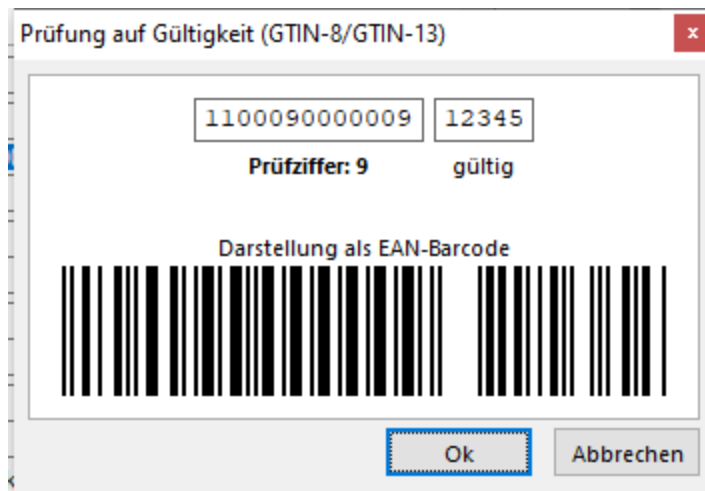 Prüfung auf Gültigkeit (GTIN-8/GTIN-13)
x
1100090000009 12345
Prüfziffer: 9 gültig
Darstellung als EAN-Barcode
Ok Abbrechen